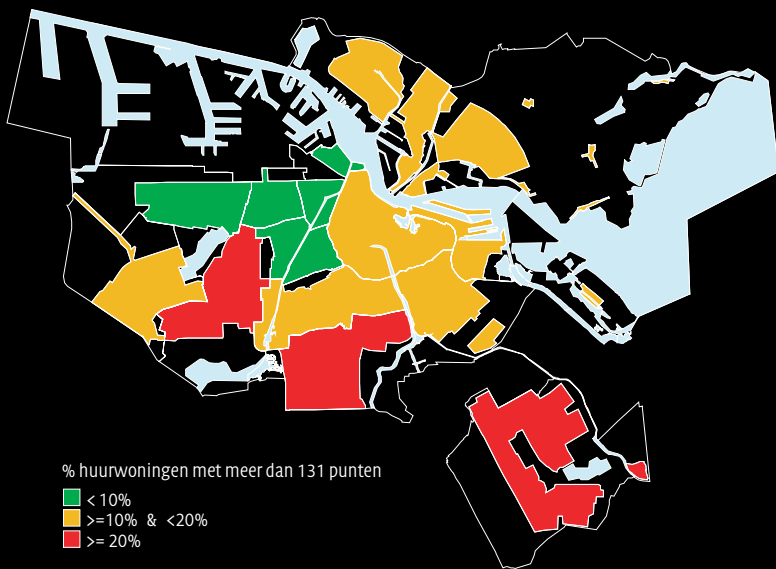 % huurwoningen met meer dan 131 punten
< 10%
>=10% & <20%
>= 20%